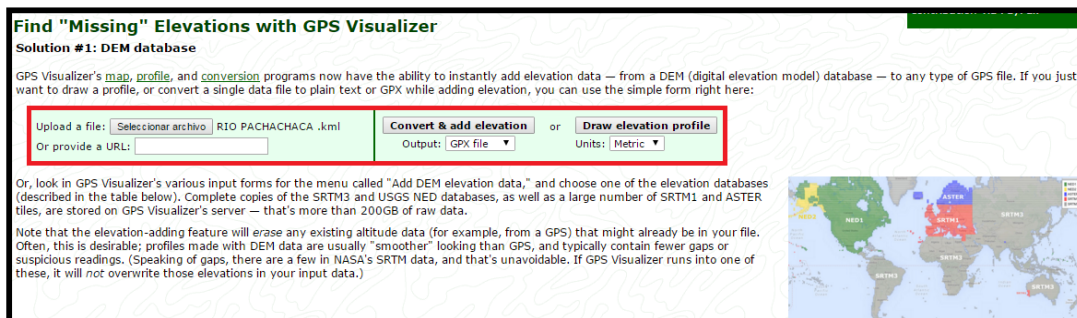 Find "Missing" Elevations with GPS Visualizer
Solution #1: DEM database
GPS Visualizer's map, profile, and conversion programs now have the ability to instantly add elevation data — from a DEM (digital elevation model) database — to any type of GPS file. If you just
want to draw a profile, or convert a single data file to plain text or GPX while adding elevation, you can use the simple form right here:
Upload a file: Seleccionar archivo RIO PACHACHACA .kml
Convert & add elevation or Draw elevation profile
Or provide a URL:
Output: GPX file Units: Metric
Or, look in GPS Visualizer's various input forms for the menu called "Add DEM elevation data," and choose one of the elevation databases
(described in the table below). Complete copies of the SRTM3 and USGS NED databases, as well as a large number of SRTM1 and ASTER
tiles, are stored on GPS Visualizer's server — that's more than 200GB of raw data.
Note that the elevation-adding feature will erase any existing altitude data (for example, from a GPS) that might already be in your file.
Often, this is desirable; profiles made with DEM data are usually "smoother" looking than GPS, and typically contain fewer gaps or
suspicious readings. (Speaking of gaps, there are a few in NASA's SRTM data, and that's unavoidable. If GPS Visualizer runs into one of
these, it will not overwrite those elevations in your input data.)
NED2
NED1
ASTER
SRTM1
SRTM3
SRTM3
SRTM3
SRTM3